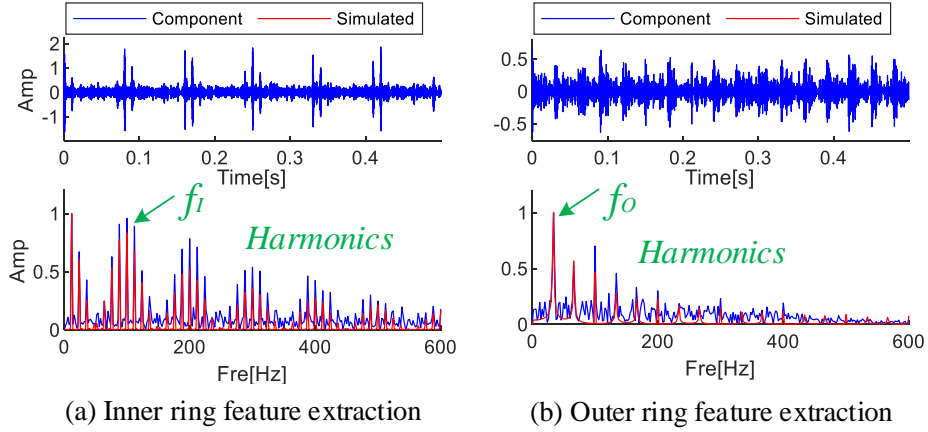 Component Simulated
Amp
2
1
0
-1
0 0.1 0.2 0.3 0.4
Time[s]
f_I
Harmonics
Amp
1
0.5
0
0 200 400 600
Fre[Hz]
(a) Inner ring feature extraction
Component Simulated
0.5
0
-0.5
0 0.1 0.2 0.3 0.4
Time[s]
f_O
Harmonics
1
0.5
0
0 200 400 600
Fre[Hz]
(b) Outer ring feature extraction